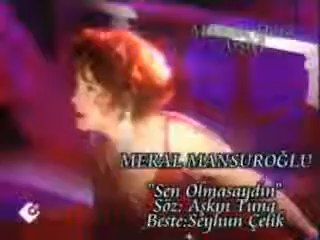 MERAL MANSUROĞLU
"Sen Olmasaydın"
Söz: Aşkın Tuna
Beste:Seyhun Çelik